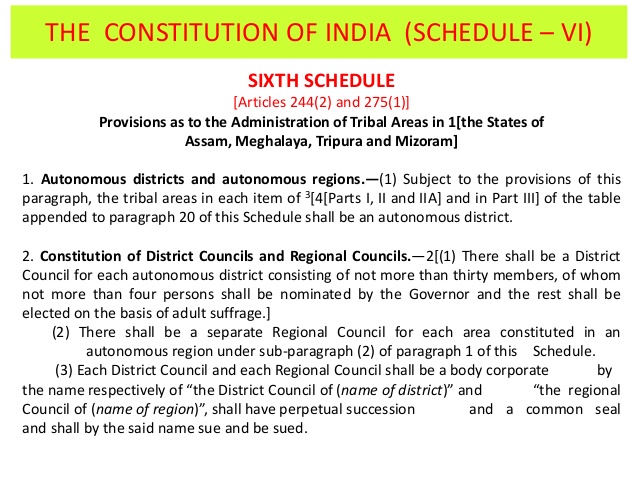 THE CONSTITUTION OF INDIA (SCHEDULE – VI)
SIXTH SCHEDULE
[Articles 244(2) and 275(1)]
Provisions as to the Administration of Tribal Areas in 1[the States of
Assam, Meghalaya, Tripura and Mizoram]
1. Autonomous districts and autonomous regions.—(1) Subject to the provisions of this
paragraph, the tribal areas in each item of 3[4[Parts I, II and IIA] and in Part III] of the table
appended to paragraph 20 of this Schedule shall be an autonomous district.
2. Constitution of District Councils and Regional Councils.—2[(1) There shall be a District
Council for each autonomous district consisting of not more than thirty members, of whom
not more than four persons shall be nominated by the Governor and the rest shall be
elected on the basis of adult suffrage.]
(2) There shall be a separate Regional Council for each area constituted in an
autonomous region under sub-paragraph (2) of paragraph 1 of this Schedule.
(3) Each District Council and each Regional Council shall be a body corporate by
the name respectively of “the District Council of (name of district)” and “the regional
Council of (name of region)”, shall have perpetual succession and a common seal
and shall by the said name sue and be sued.